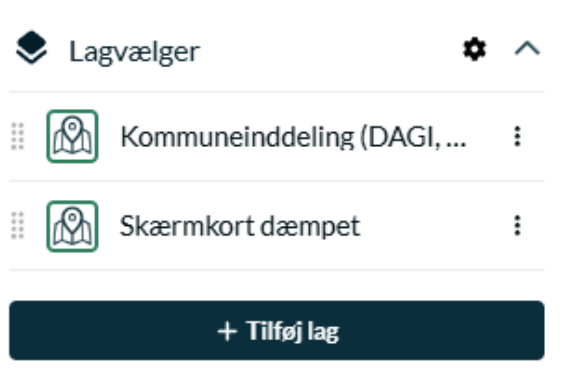 Lagvælger
Kommuneinddeling (DAGI, ...
Skærmkort dæmpet
+ Tilføj lag